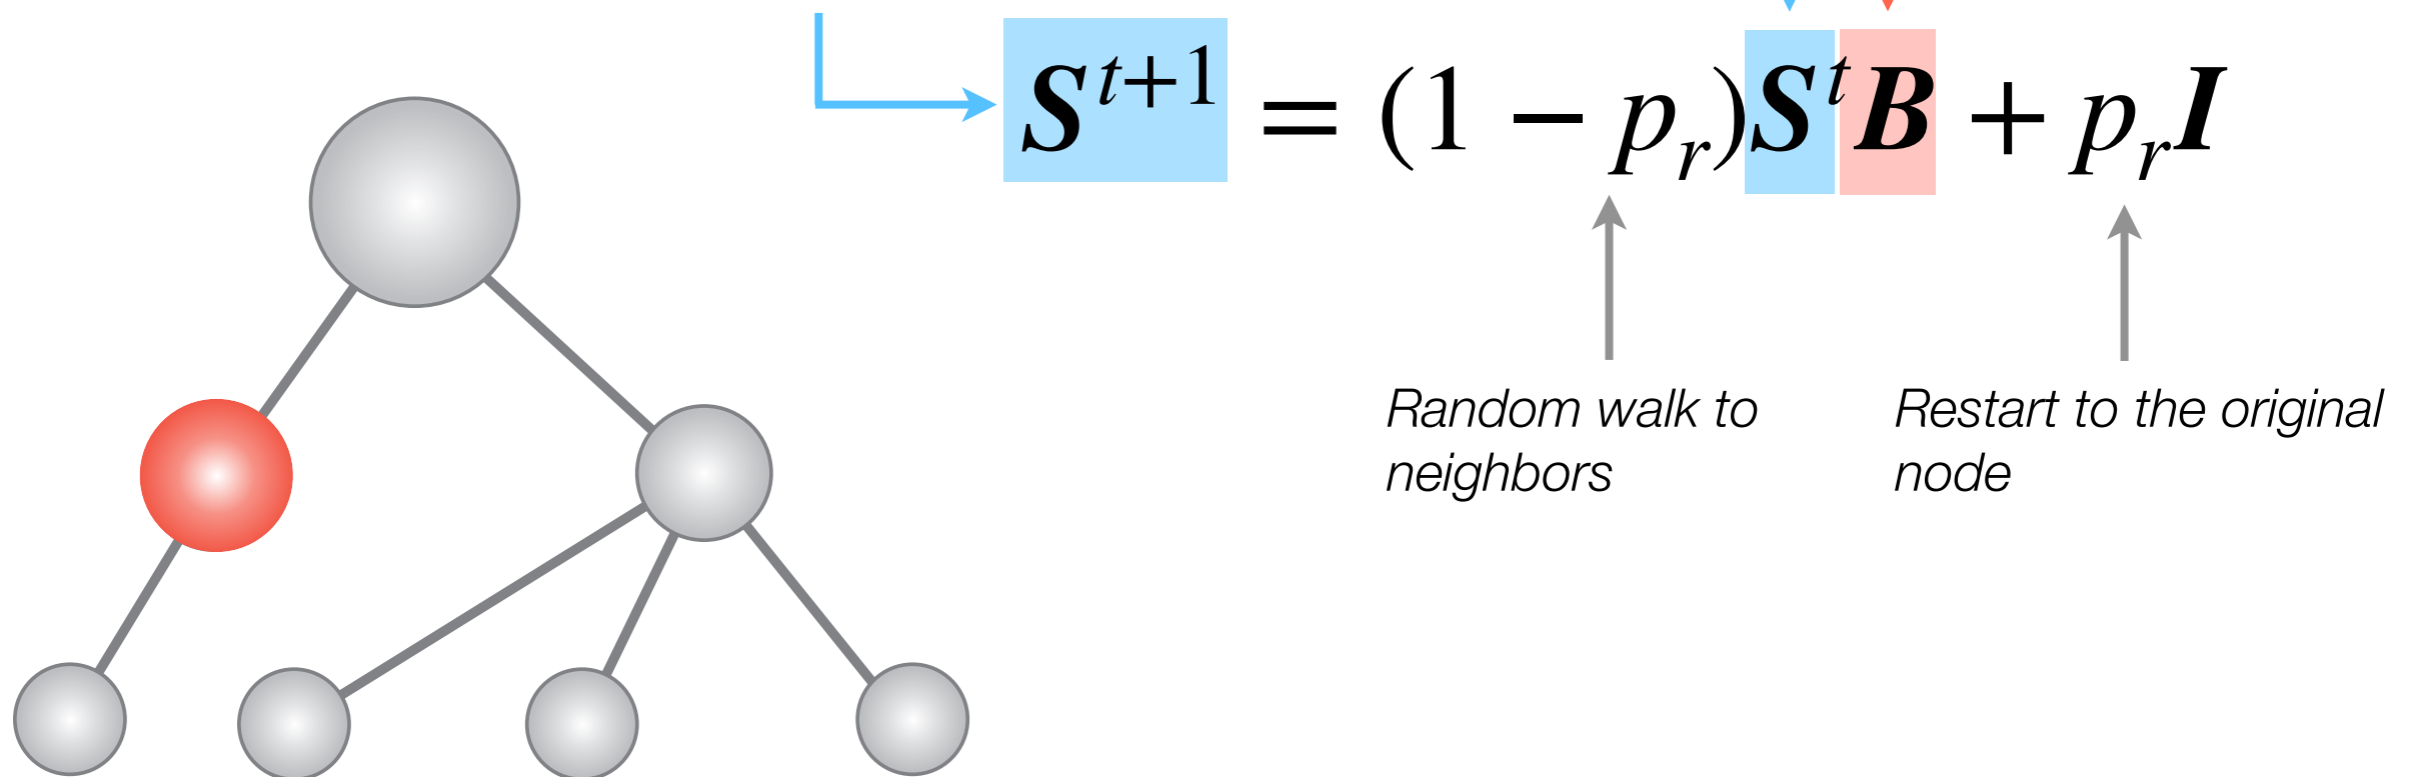 S^{t+1} = (1 − p_r)S^t B + p_r I
Random walk to
neighbors
Restart to the original
node